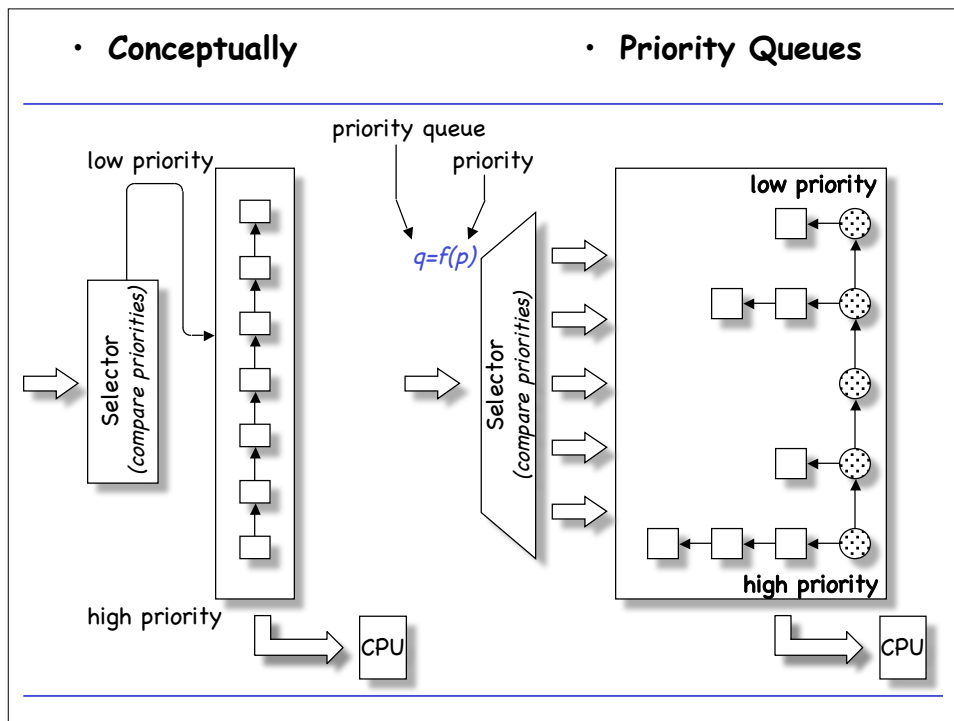 • Conceptually
• Priority Queues
low priority
Selector
(compare priorities)
high priority
CPU
priority queue
priority
q=f(p)
Selector
(compare priorities)
low priority
high priority
CPU